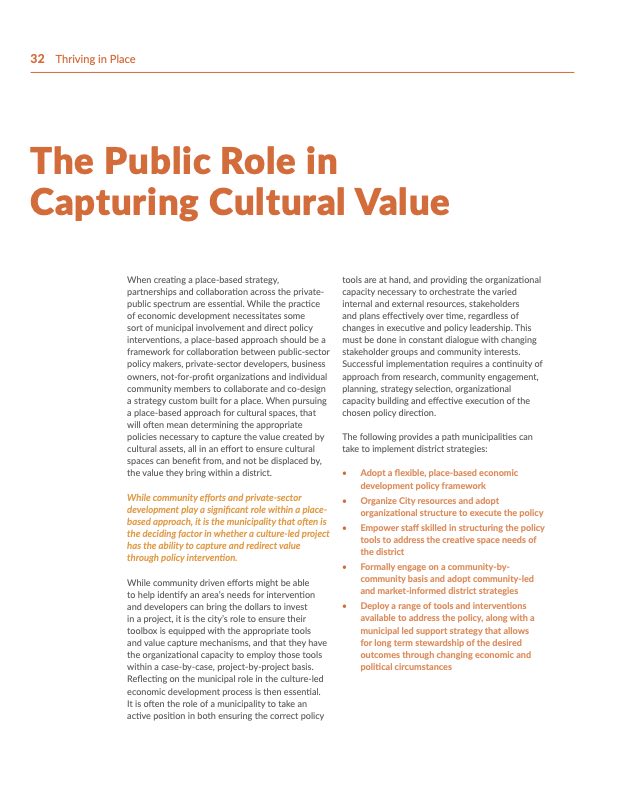 32 Thriving in Place
The Public Role in
Capturing Cultural Value
When creating a place-based strategy,
partnerships and collaboration across the private-
public spectrum are essential. While the practice
of economic development necessitates some
sort of municipal involvement and direct policy
interventions, a place-based approach should be a
framework for collaboration between public-sector
policy makers, private-sector developers, business
owners, not-for-profit organizations and individual
community members to collaborate and co-design
a strategy custom built for a place. When pursuing
a place-based approach for cultural spaces, that
will often mean determining the appropriate
policies necessary to capture the value created by
cultural assets, all in an effort to ensure cultural
spaces can benefit from, and not be displaced by,
the value they bring within a district.
While community efforts and private-sector
development play a significant role within a place-
based approach, it is the municipality that often is
the deciding factor in whether a culture-led project
has the ability to capture and redirect value
through policy intervention.
While community driven efforts might be able
to help identify an area's needs for intervention
and developers can bring the dollars to invest
in a project, it is the city's role to ensure their
toolbox is equipped with the appropriate tools
and value capture mechanisms, and that they have
the organizational capacity to employ those tools
within a case-by-case, project-by-project basis.
Reflecting on the municipal role in the culture-led
economic development process is then essential.
It is often the role of a municipality to take an
active position in both ensuring the correct policy
tools are at hand, and providing the organizational
capacity necessary to orchestrate the varied
internal and external resources, stakeholders
and plans effectively over time, regardless of
changes in executive and policy leadership. This
must be done in constant dialogue with changing
stakeholder groups and community interests.
Successful implementation requires a continuity of
approach from research, community engagement,
planning, strategy selection, organizational
capacity building and effective execution of the
chosen policy direction.
The following provides a path municipalities can
take to implement district strategies:
• Adopt a flexible, place-based economic
development policy framework
• Organize City resources and adopt
organizational structure to execute the policy
• Empower staff skilled in structuring the policy
tools to address the creative space needs of
the district
• Formally engage on a community-by-
community basis and adopt community-led
and market-informed district strategies
• Deploy a range of tools and interventions
available to address the policy, along with a
municipal led support strategy that allows
for long term stewardship of the desired
outcomes through changing economic and
political circumstances